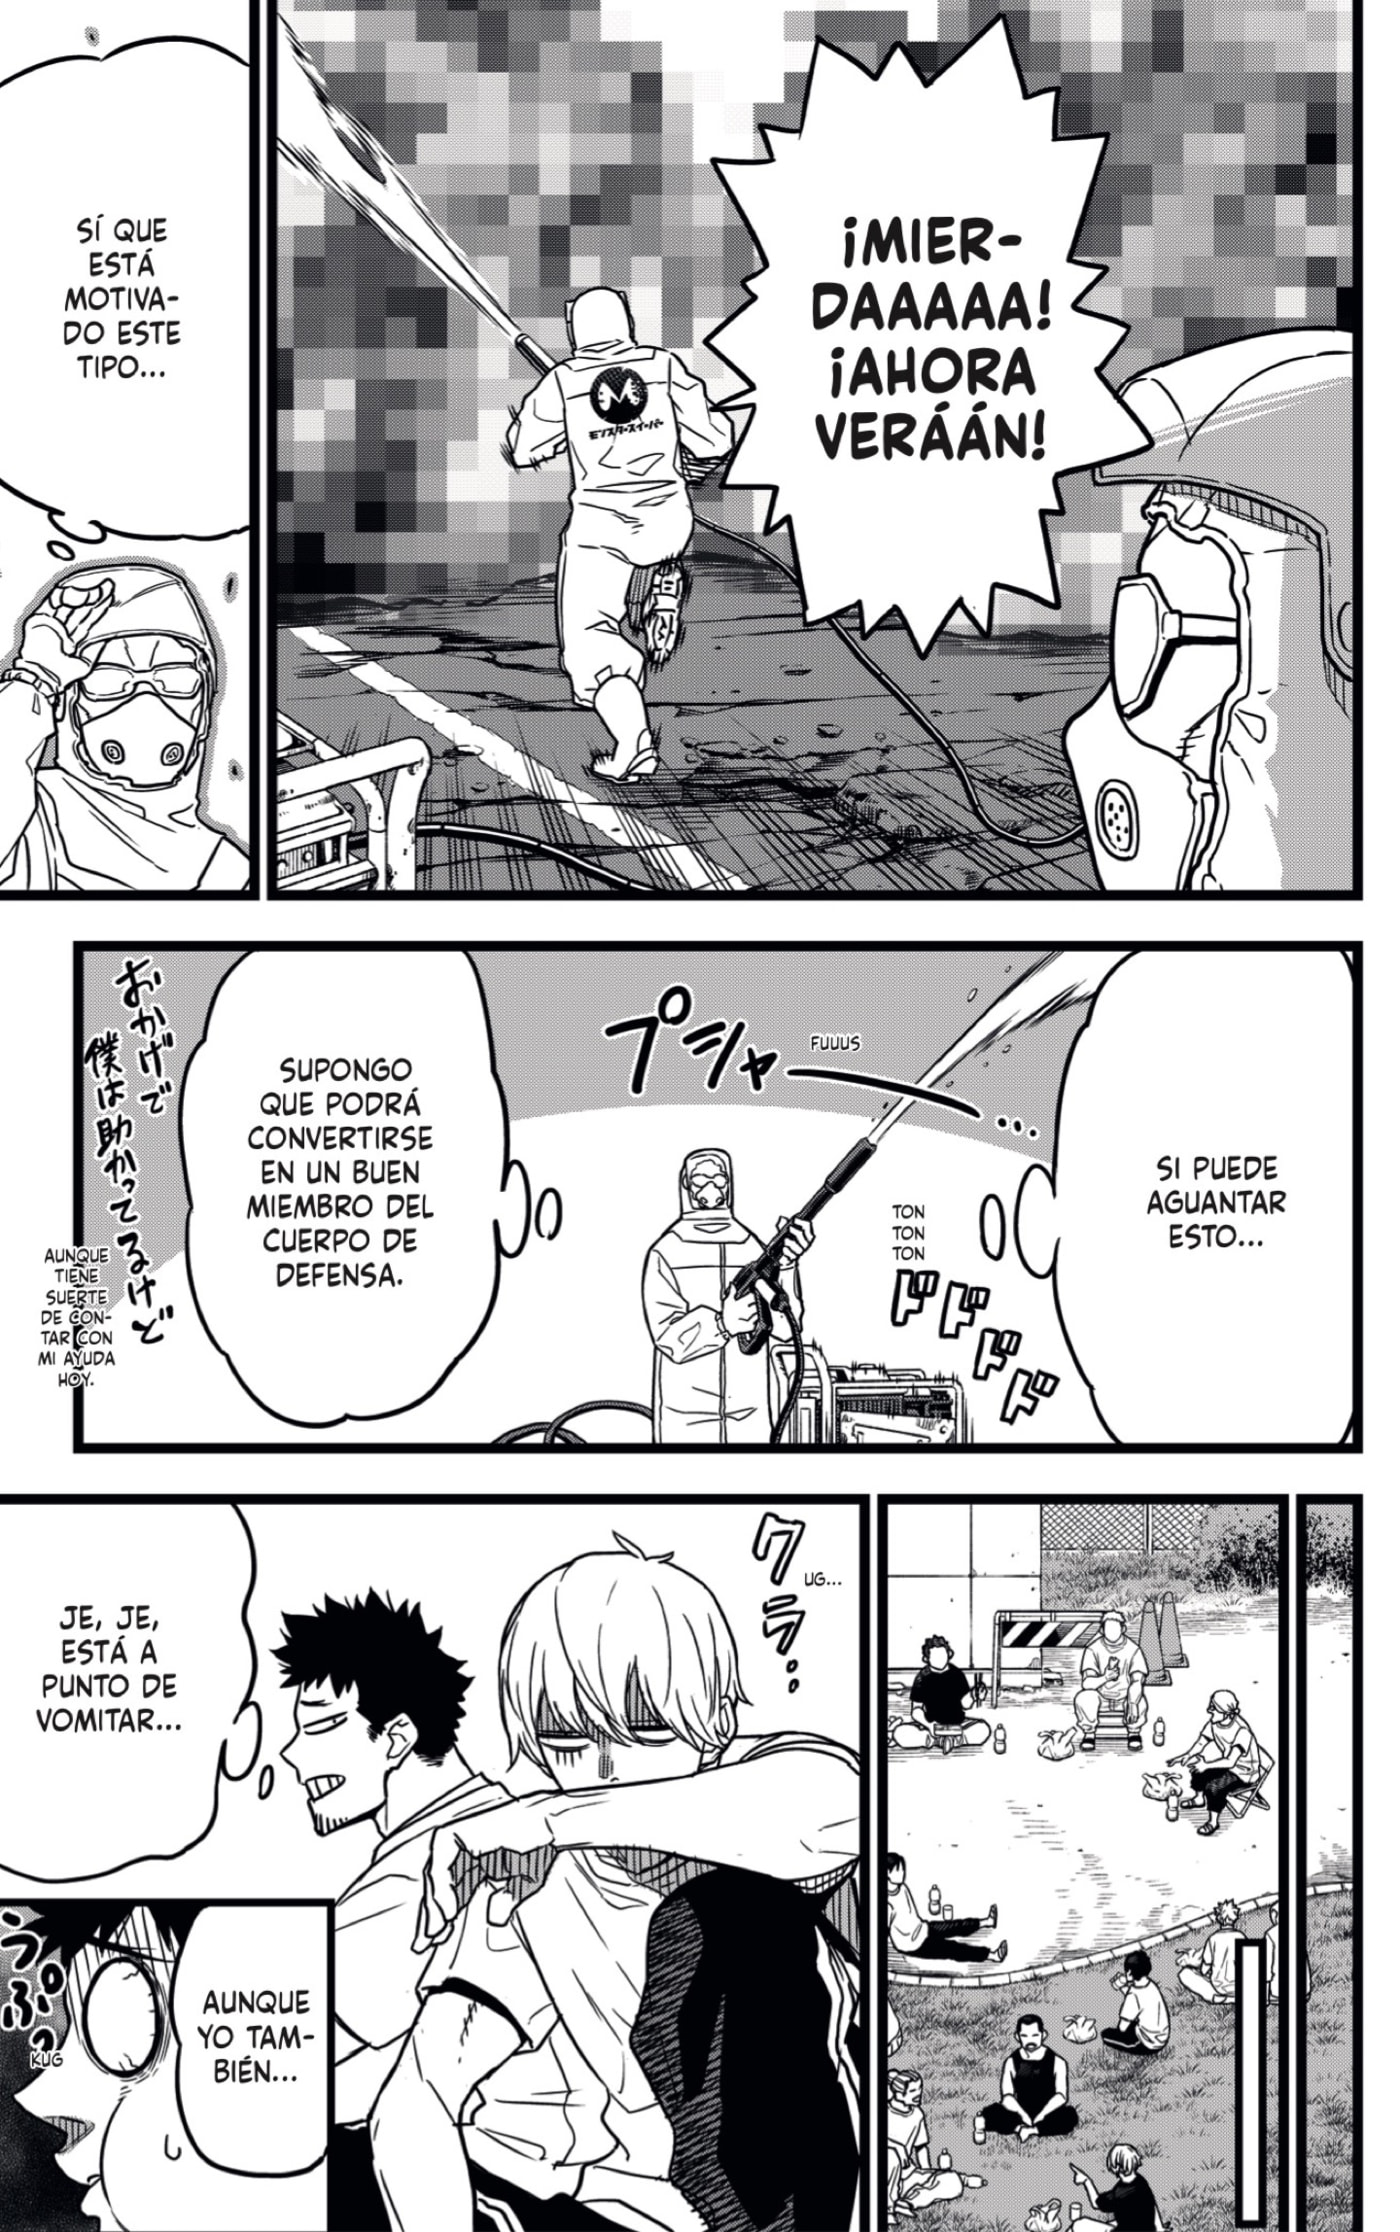 ¡MIER-
DAAAAA!
¡AHORA
VERÁÁN!
モンスタースイーパー
SÍ QUE
ESTÁ
MOTIVA-
DO ESTE
TIPO...
SI PUEDE
AGUANTAR
ESTO...
プシャー...
FUUUS
TON
TON
TON
ドドドドド
SUPONGO
QUE PODRÁ
CONVERTIRSE
EN UN BUEN
MIEMBRO DEL
CUERPO DE
DEFENSA.
おかげで
僕は助かってるけど
AUNQUE
TIENE
SUERTE
DE CON-
TAR CON
MI AYUDA
HOY.
クラ..
UG...
JE, JE,
ESTÁ A
PUNTO DE
VOMITAR...
AUNQUE
YO TAM-
BIÉN...
うぷっ
KUG